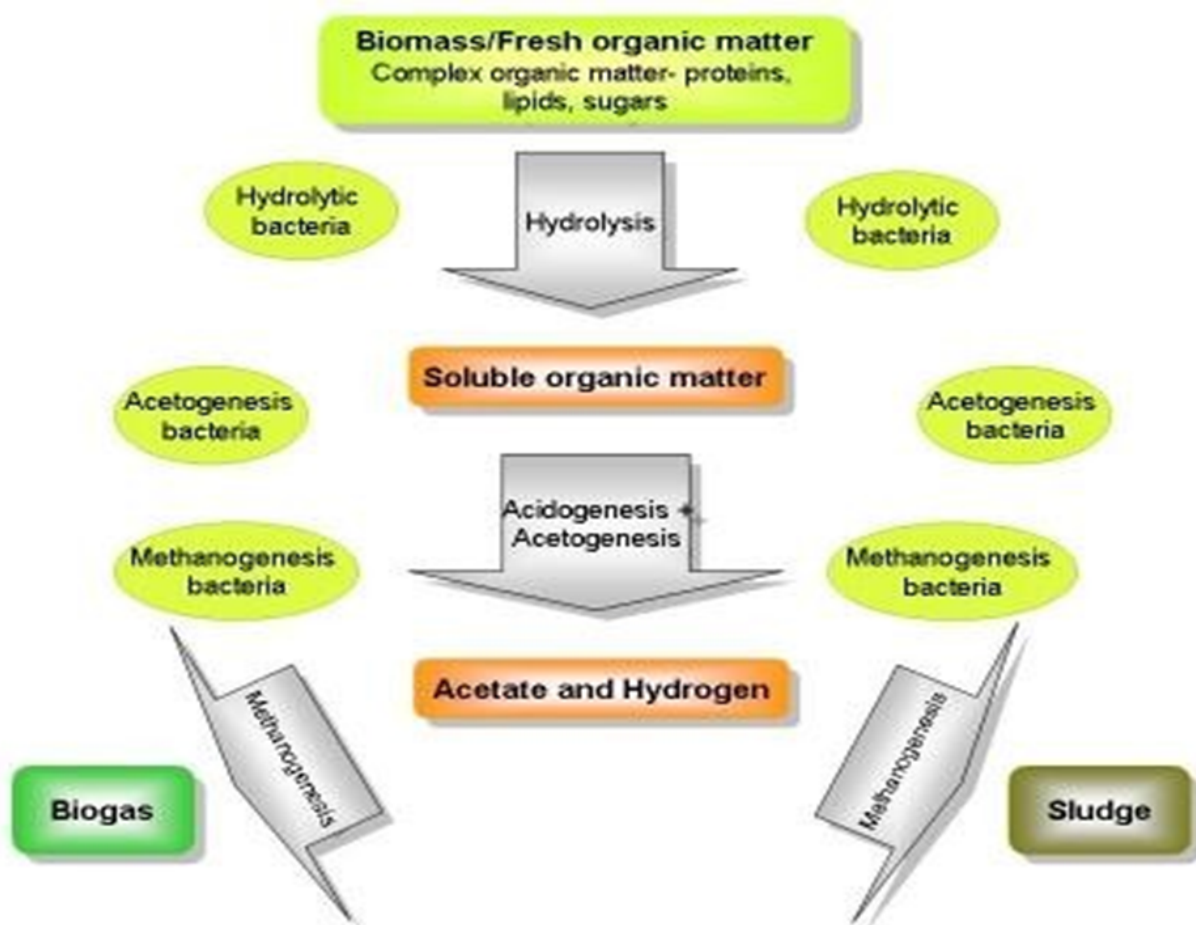 Biomass/Fresh organic matter
Complex organic matter- proteins,
lipids, sugars
Hydrolytic
bacteria
Hydrolysis
Hydrolytic
bacteria
Soluble organic matter
Acetogenesis
bacteria
Acetogenesis
bacteria
Acidogenesis +
Acetogenesis
Methanogenesis
bacteria
Methanogenesis
bacteria
Acetate and Hydrogen
Methanogenesis
Methanogenesis
Biogas
Sludge